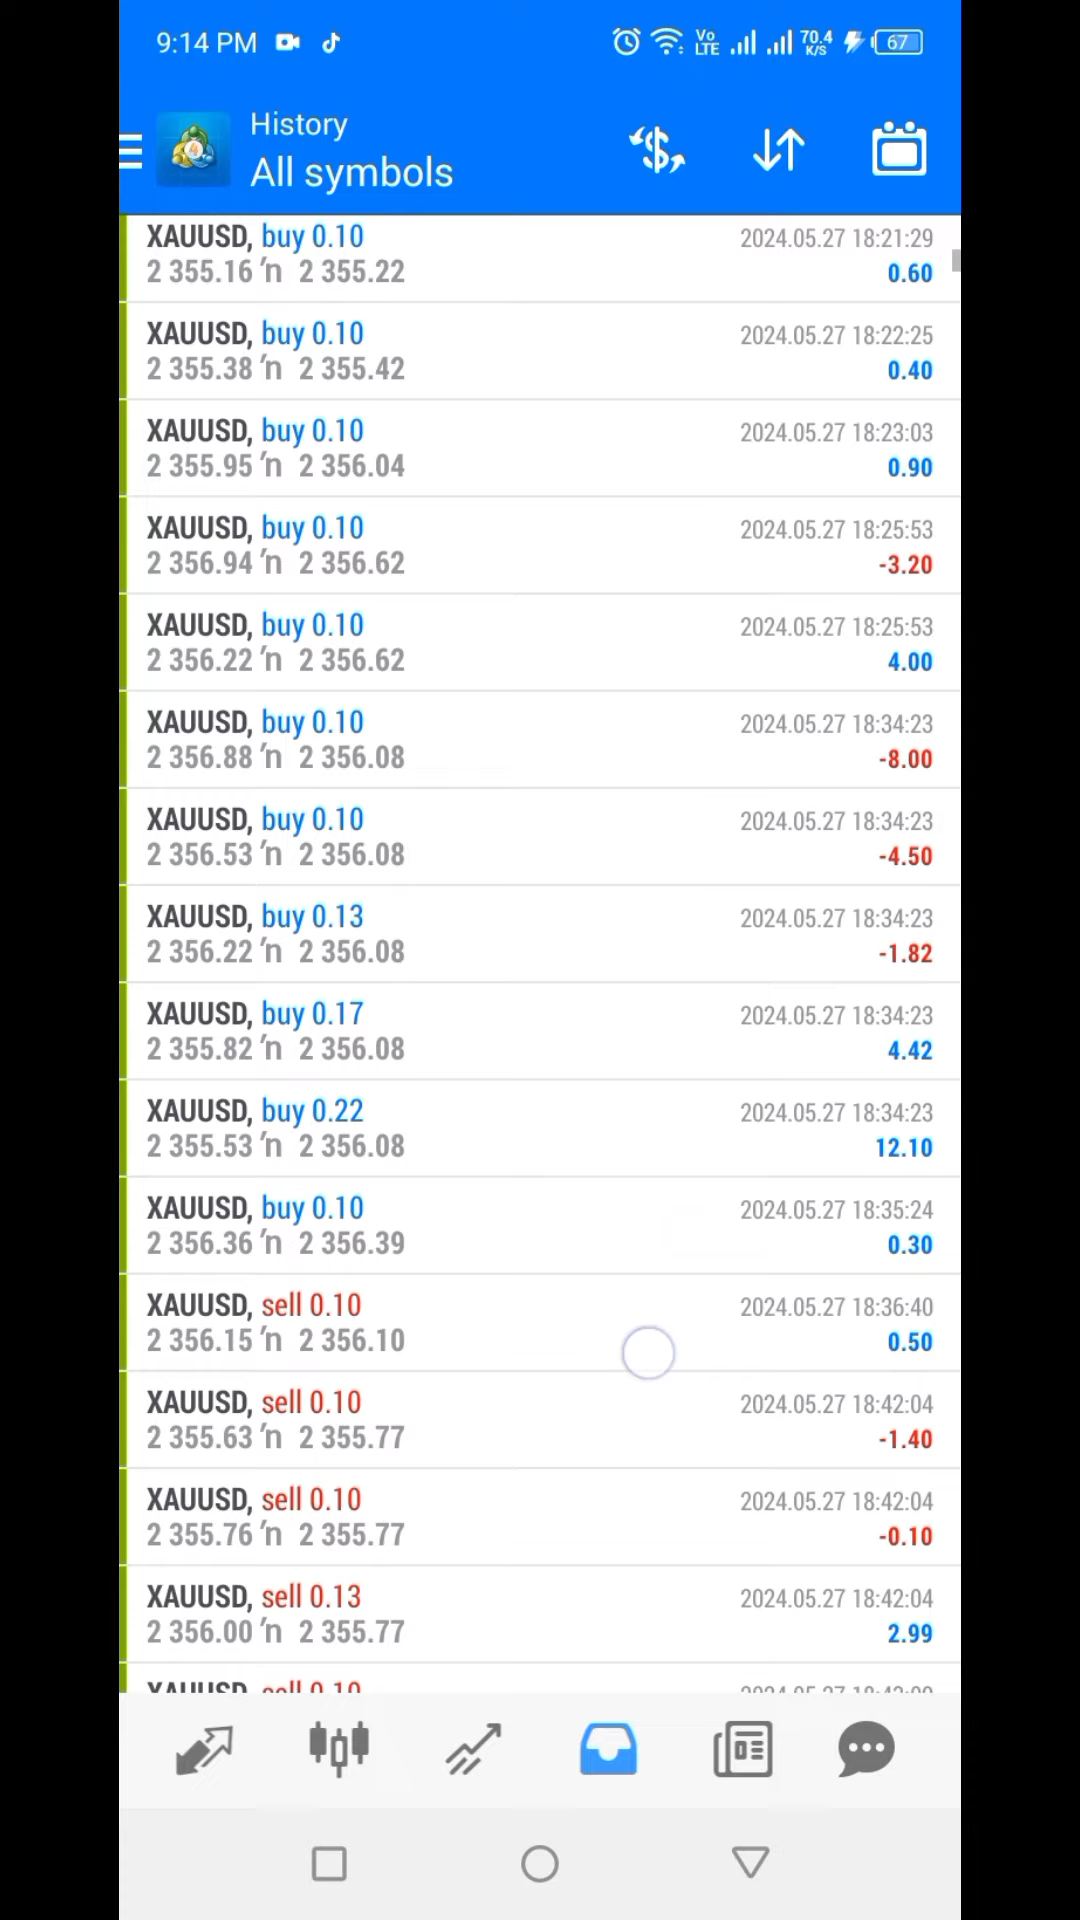 9:14 PM
Vo LTE
70.4 K/S
67
History
All symbols
4
XAUUSD, buy 0.10
2024.05.27 18:21:29
2 355.16 ′n 2 355.22
0.60
XAUUSD, buy 0.10
2024.05.27 18:22:25
2 355.38 ′n 2 355.42
0.40
XAUUSD, buy 0.10
2024.05.27 18:23:03
2 355.95 ′n 2 356.04
0.90
XAUUSD, buy 0.10
2024.05.27 18:25:53
2 356.94 ′n 2 356.62
-3.20
XAUUSD, buy 0.10
2024.05.27 18:25:53
2 356.22 ′n 2 356.62
4.00
XAUUSD, buy 0.10
2024.05.27 18:34:23
2 356.88 ′n 2 356.08
-8.00
XAUUSD, buy 0.10
2024.05.27 18:34:23
2 356.53 ′n 2 356.08
-4.50
XAUUSD, buy 0.13
2024.05.27 18:34:23
2 356.22 ′n 2 356.08
-1.82
XAUUSD, buy 0.17
2024.05.27 18:34:23
2 355.82 ′n 2 356.08
4.42
XAUUSD, buy 0.22
2024.05.27 18:34:23
2 355.53 ′n 2 356.08
12.10
XAUUSD, buy 0.10
2024.05.27 18:35:24
2 356.36 ′n 2 356.39
0.30
XAUUSD, sell 0.10
2024.05.27 18:36:40
2 356.15 ′n 2 356.10
0.50
XAUUSD, sell 0.10
2024.05.27 18:42:04
2 355.63 ′n 2 355.77
-1.40
XAUUSD, sell 0.10
2024.05.27 18:42:04
2 355.76 ′n 2 355.77
-0.10
XAUUSD, sell 0.13
2024.05.27 18:42:04
2 356.00 ′n 2 355.77
2.99
XAUUSD, sell 0.10